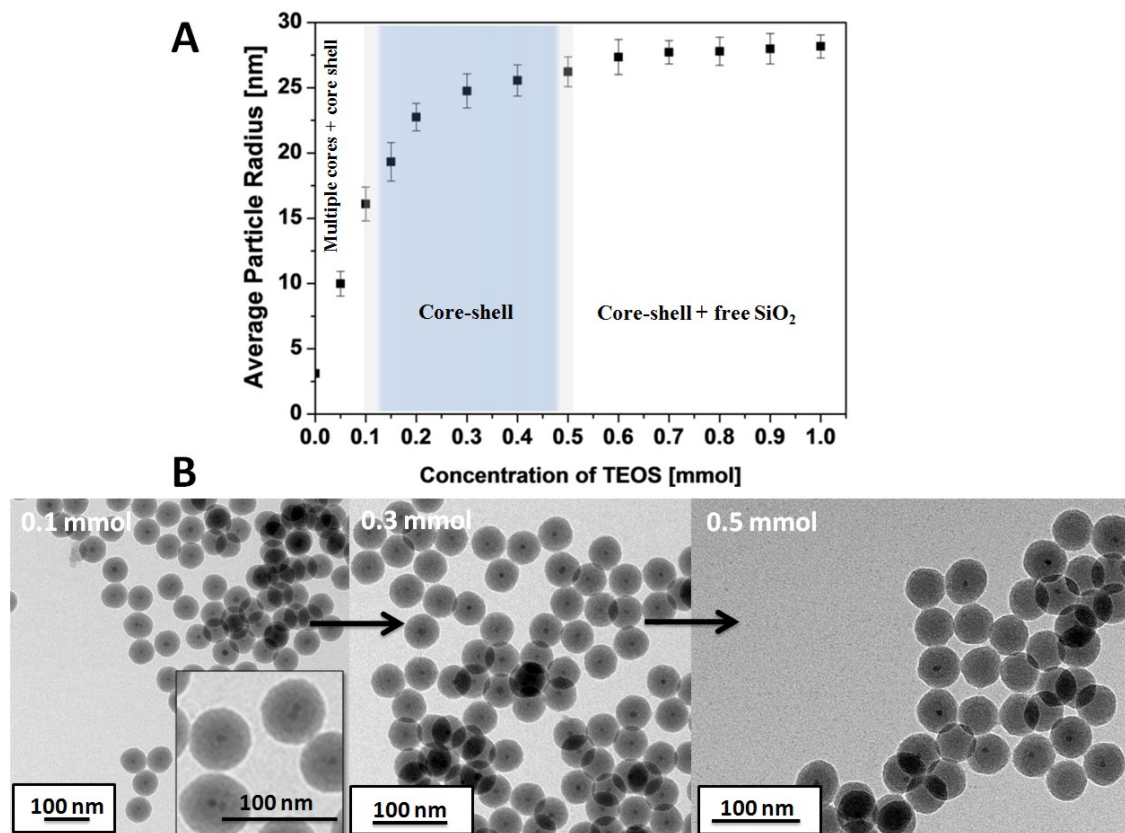 A
30
25
20
15
10
5
0
Average Particle Radius [nm]
Multiple cores + core shell
Core-shell
Core-shell + free SiO₂
0.0 0.1 0.2 0.3 0.4 0.5 0.6 0.7 0.8 0.9 1.0
Concentration of TEOS [mmol]
B
0.1 mmol
0.3 mmol
0.5 mmol
100 nm
100 nm
100 nm
100 nm